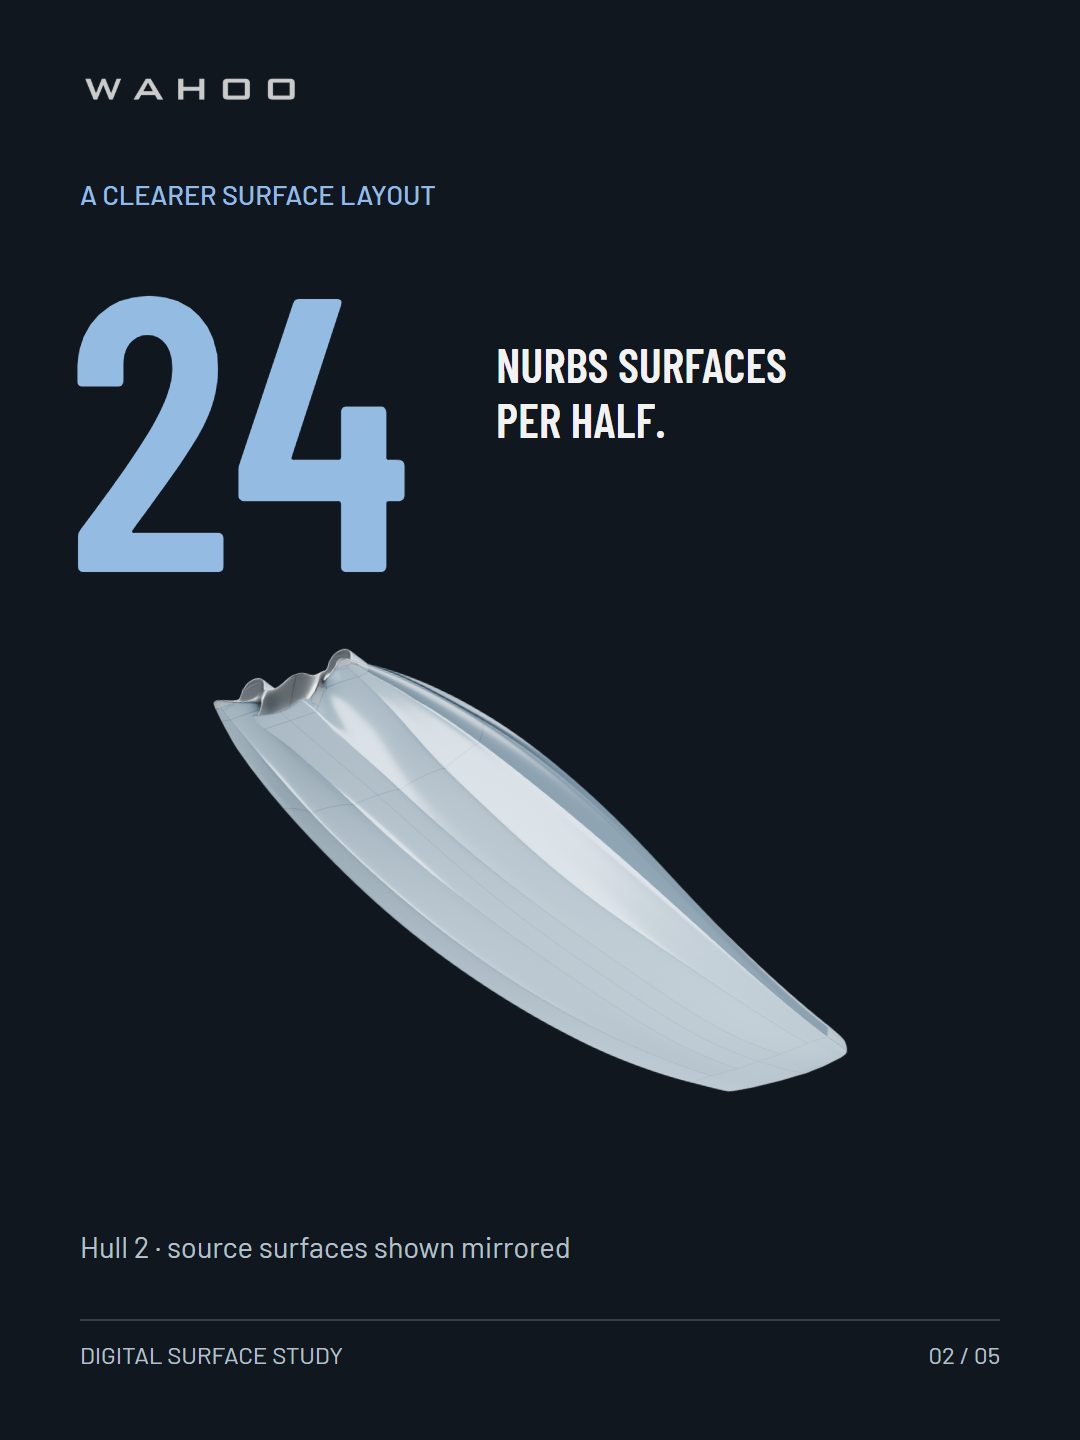 WAHOO
A CLEARER SURFACE LAYOUT
24
NURBS SURFACES
PER HALF.
Hull 2 · source surfaces shown mirrored
DIGITAL SURFACE STUDY
02 / 05